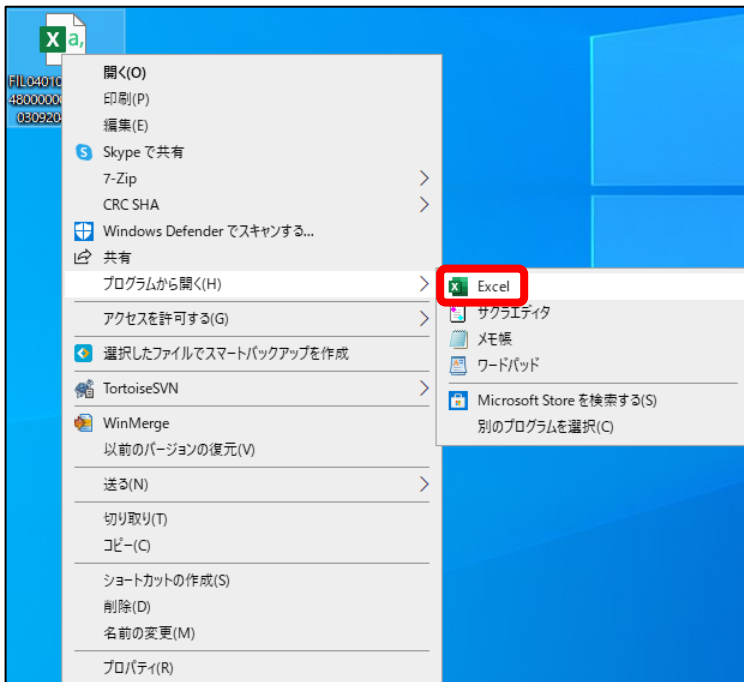 a,
FIL04010
48000000
030920
開く(O)
印刷(P)
編集(E)
Skype で共有
7-Zip
CRC SHA
Windows Defender でスキャンする...
共有
プログラムから開く(H)
Excel
サクラエディタ
メモ帳
ワードパッド
Microsoft Store を検索する(S)
別のプログラムを選択(C)
アクセスを許可する(G)
選択したファイルでスマートバックアップを作成
TortoiseSVN
WinMerge
以前のバージョンの復元(V)
送る(N)
切り取り(T)
コピー(C)
ショートカットの作成(S)
削除(D)
名前の変更(M)
プロパティ(R)